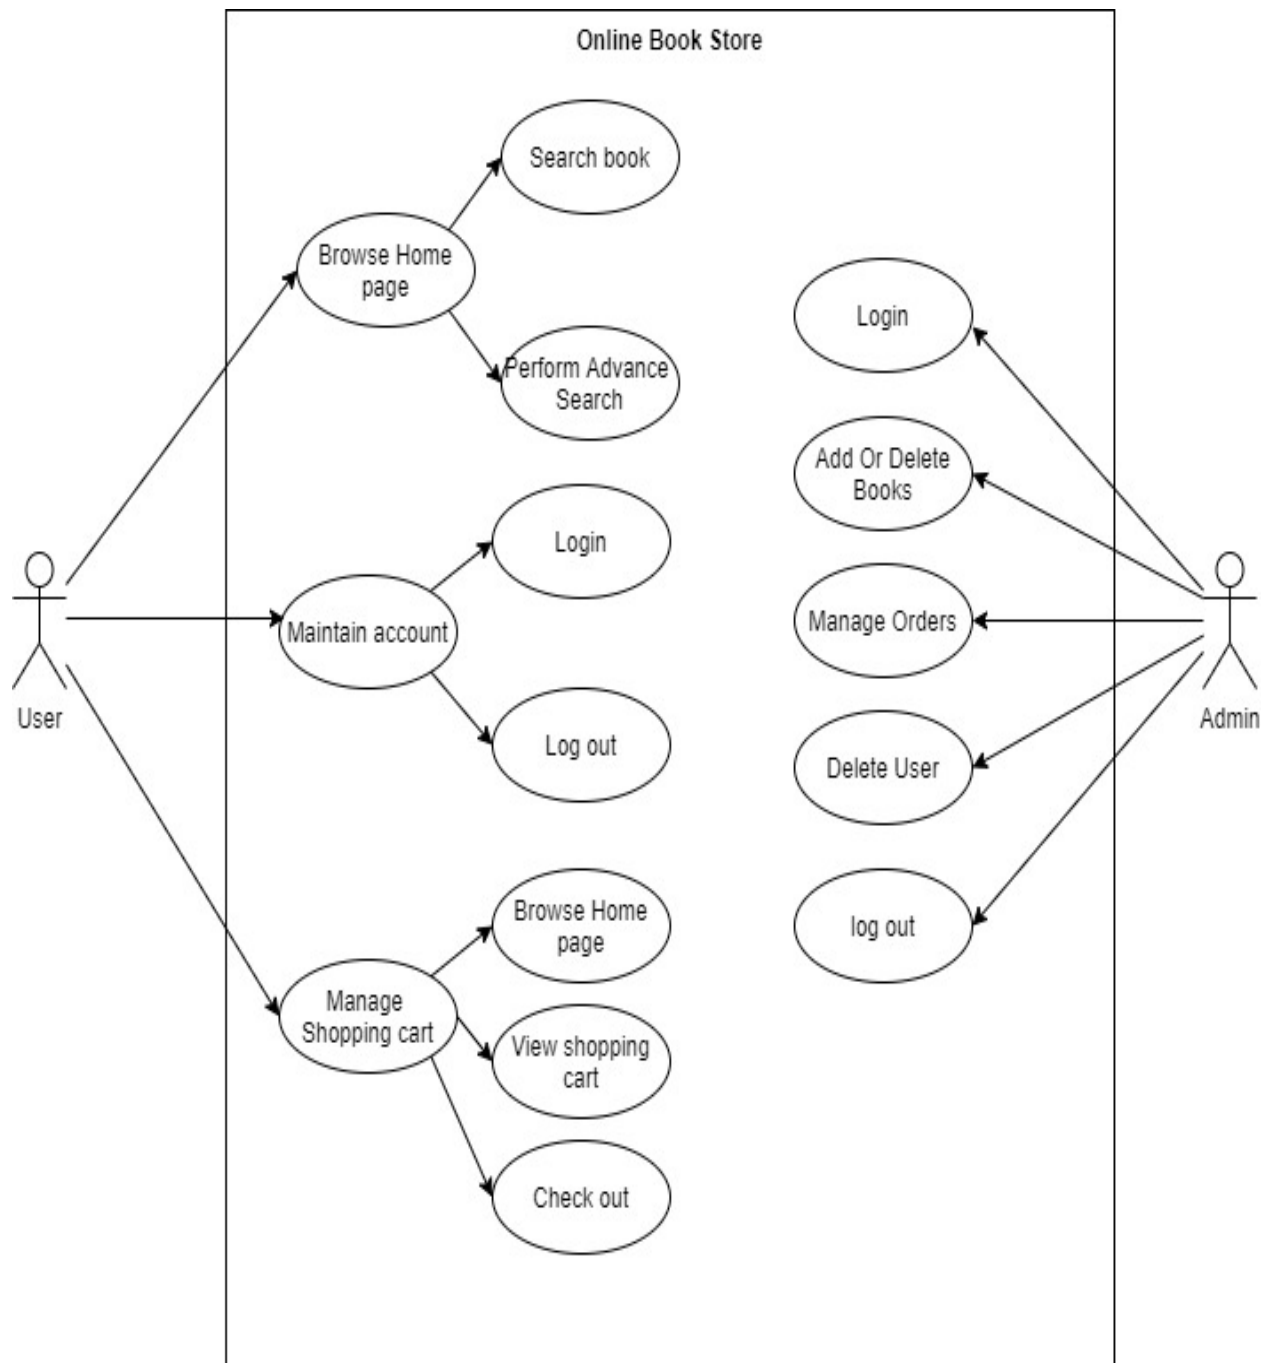 Online Book Store
Search book
Browse Home
page
Perform Advance
Search
Login
Maintain account
Log out
Browse Home
page
Manage
Shopping cart
View shopping
cart
Check out
User
Login
Add Or Delete
Books
Manage Orders
Delete User
log out
Admin